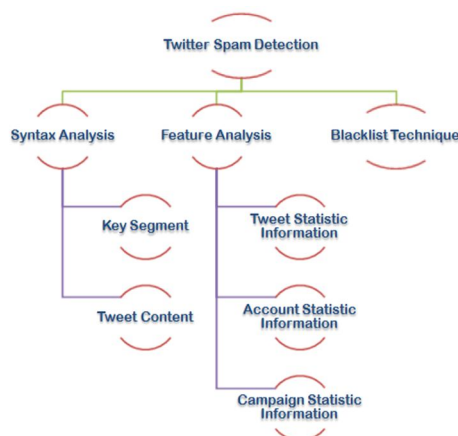 Twitter Spam Detection
Syntax Analysis
Feature Analysis
Blacklist Technique
Key Segment
Tweet Content
Tweet Statistic
Information
Account Statistic
Information
Campaign Statistic
Information